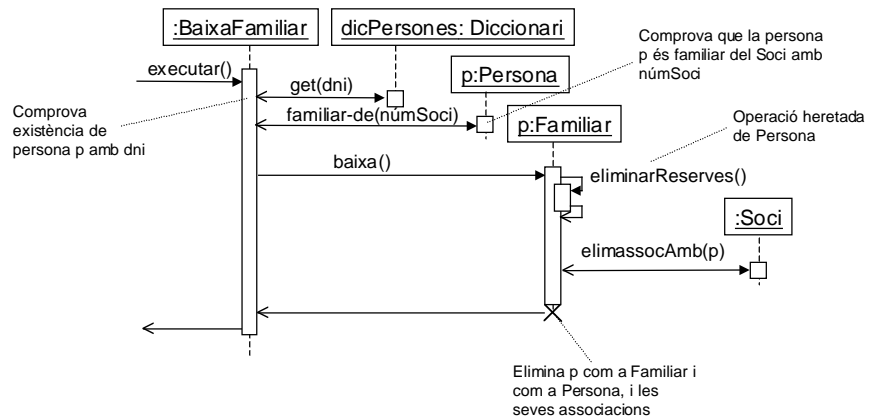 :BaixaFamiliar
dicPersones: Diccionari
Comprova que la persona
p és familiar del Soci amb
númSoci
executar()
p:Persona
get(dni)
Comprova
existència de
persona p amb dni
familiar-de(númSoci)
p:Familiar
Operació heretada
de Persona
baixa()
eliminarReserves()
:Soci
elimassocAmb(p)
Elimina p com a Familiar i
com a Persona, i les
seves associacions